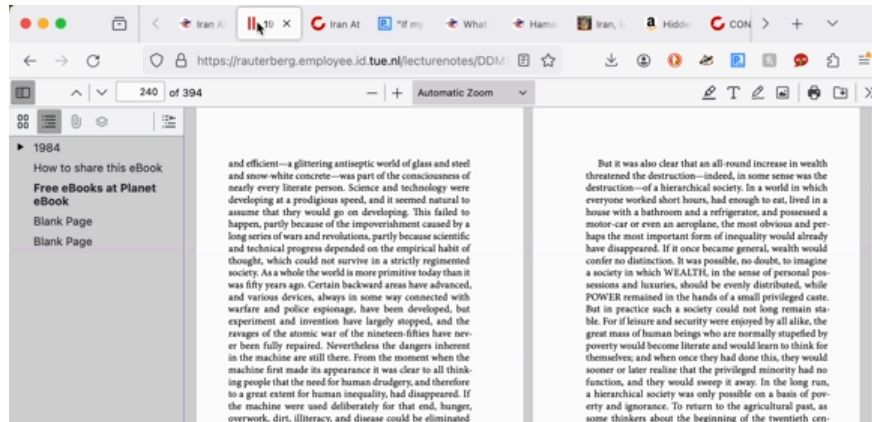 Iran A
19
Iran At
"If my
What
Hama
Iran,
Hidde
CON
https://rauterberg.employee.id.tue.nl/lecturenotes/DDM
240 of 394
Automatic Zoom
1984
How to share this eBook
Free eBooks at Planet
eBook
Blank Page
Blank Page
and efficient—a glittering antiseptic world of glass and steel
and snow-white concrete—was part of the consciousness of
nearly every literate person. Science and technology were
developing at a prodigious speed, and it seemed natural to
assume that they would go on developing. This failed to
happen, partly because of the impoverishment caused by a
long series of wars and revolutions, partly because scientific
and technical progress depended on the empirical habit of
thought, which could not survive in a strictly regimented
society. As a whole the world is more primitive today than it
was fifty years ago. Certain backward areas have advanced,
and various devices, always in some way connected with
warfare and police espionage, have been developed, but
experiment and invention have largely stopped, and the
ravages of the atomic war of the nineteen-fifties have nev-
er been fully repaired. Nevertheless the dangers inherent
in the machine are still there. From the moment when the
machine first made its appearance it was clear to all think-
ing people that the need for human drudgery, and therefore
to a great extent for human inequality, had disappeared. If
the machine were used deliberately for that end, hunger,
overwork, dirt, illiteracy, and disease could be eliminated
But it was also clear that an all-round increase in wealth
threatened the destruction—indeed, in some sense was the
destruction—of a hierarchical society. In a world in which
everyone worked short hours, had enough to eat, lived in a
house with a bathroom and a refrigerator, and possessed a
motor-car or even an aeroplane, the most obvious and per-
haps the most important form of inequality would already
have disappeared. If it once became general, wealth would
confer no distinction. It was possible, no doubt, to imagine
a society in which WEALTH, in the sense of personal pos-
sessions and luxuries, should be evenly distributed, while
POWER remained in the hands of a small privileged caste.
But in practice such a society could not long remain sta-
ble. For if leisure and security were enjoyed by all alike, the
great mass of human beings who are normally stupefied by
poverty would become literate and would learn to think for
themselves; and when once they had done this, they would
sooner or later realize that the privileged minority had no
function, and they would sweep it away. In the long run,
a hierarchical society was only possible on a basis of pov-
erty and ignorance. To return to the agricultural past, as
some thinkers about the beginning of the twentieth cen-